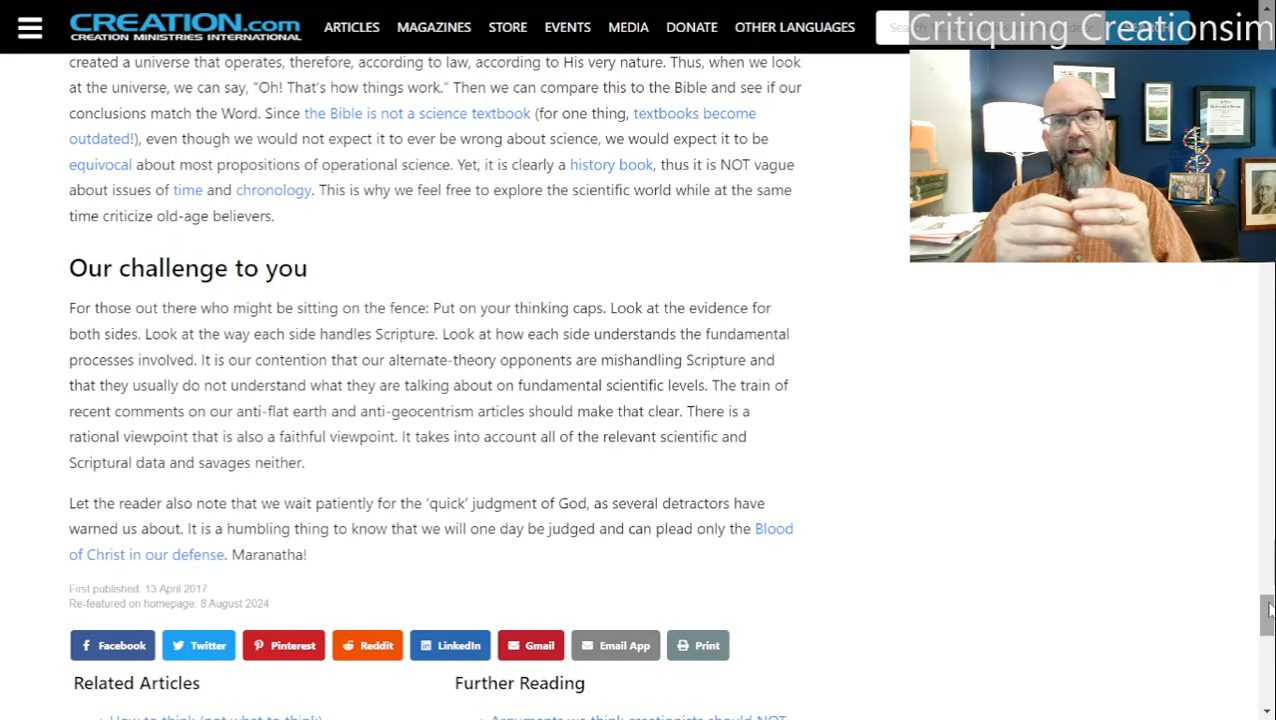 CREATION.com
CREATION MINISTRIES INTERNATIONAL
ARTICLES MAGAZINES STORE EVENTS MEDIA DONATE OTHER LANGUAGES
Critiquing Creationsim
created a universe that operates, therefore, according to law, according to His very nature. Thus, when we look
at the universe, we can say, “Oh! That’s how things work.” Then we can compare this to the Bible and see if our
conclusions match the Word. Since the Bible is not a science textbook (for one thing, textbooks become
outdated!), even though we would not expect it to ever be wrong about science, we would expect it to be
equivocal about most propositions of operational science. Yet, it is clearly a history book, thus it is NOT vague
about issues of time and chronology. This is why we feel free to explore the scientific world while at the same
time criticize old-age believers.
Our challenge to you
For those out there who might be sitting on the fence: Put on your thinking caps. Look at the evidence for
both sides. Look at the way each side handles Scripture. Look at how each side understands the fundamental
processes involved. It is our contention that our alternate-theory opponents are mishandling Scripture and
that they usually do not understand what they are talking about on fundamental scientific levels. The train of
recent comments on our anti-flat earth and anti-geocentrism articles should make that clear. There is a
rational viewpoint that is also a faithful viewpoint. It takes into account all of the relevant scientific and
Scriptural data and savages neither.
Let the reader also note that we wait patiently for the ‘quick’ judgment of God, as several detractors have
warned us about. It is a humbling thing to know that we will one day be judged and can plead only the Blood
of Christ in our defense. Maranatha!
First published: 13 April 2017
Re-featured on homepage: 8 August 2024
Facebook Twitter Pinterest Reddit LinkedIn Gmail Email App Print
Related Articles Further Reading
How to think (not what to think) Arguments we think creationists should NOT